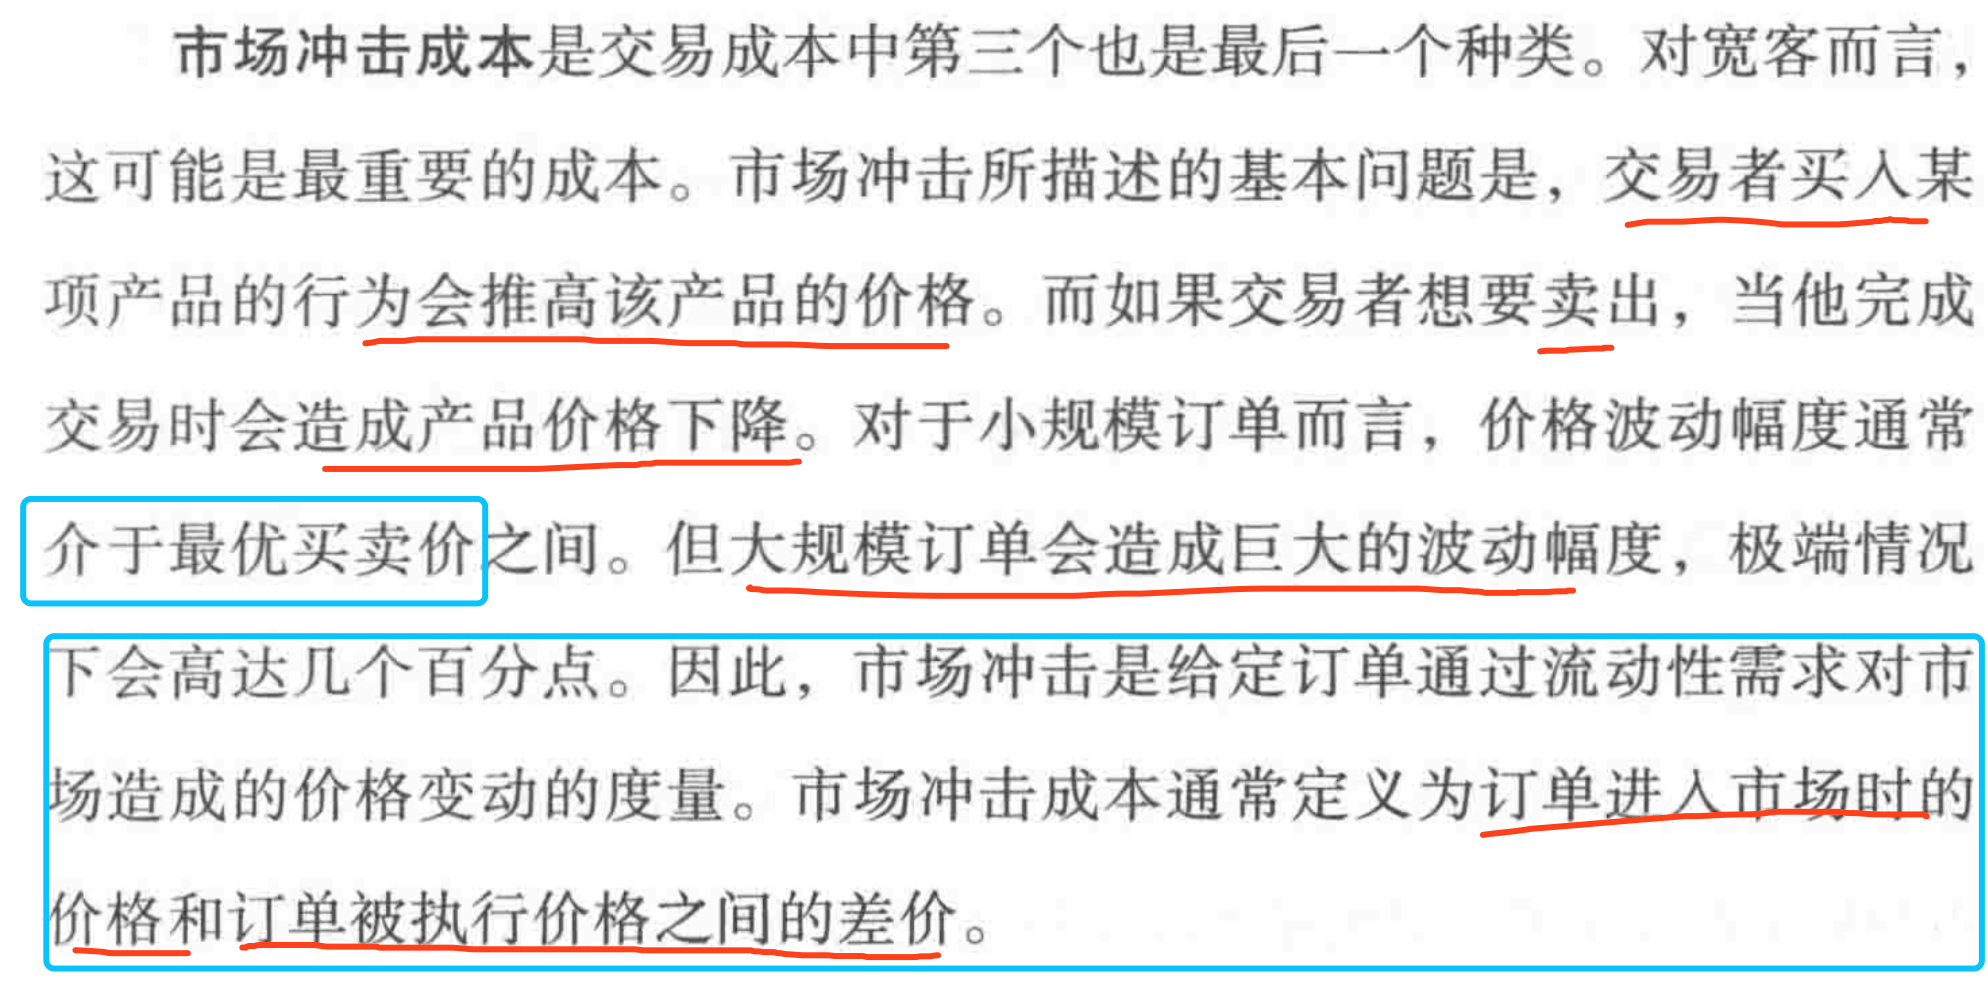 市场冲击成本是交易成本中第三个也是最后一个种类。对宽客而言，
这可能是最重要的成本。市场冲击所描述的基本问题是，交易者买入某
项产品的行为会推高该产品的价格。而如果交易者想要卖出，当他完成
交易时会造成产品价格下降。对于小规模订单而言，价格波动幅度通常
介于最优买卖价之间。但大规模订单会造成巨大的波动幅度，极端情况
下会高达几个百分点。因此，市场冲击是给定订单通过流动性需求对市
场造成的价格变动的度量。市场冲击成本通常定义为订单进入市场时的
价格和订单被执行价格之间的差价。